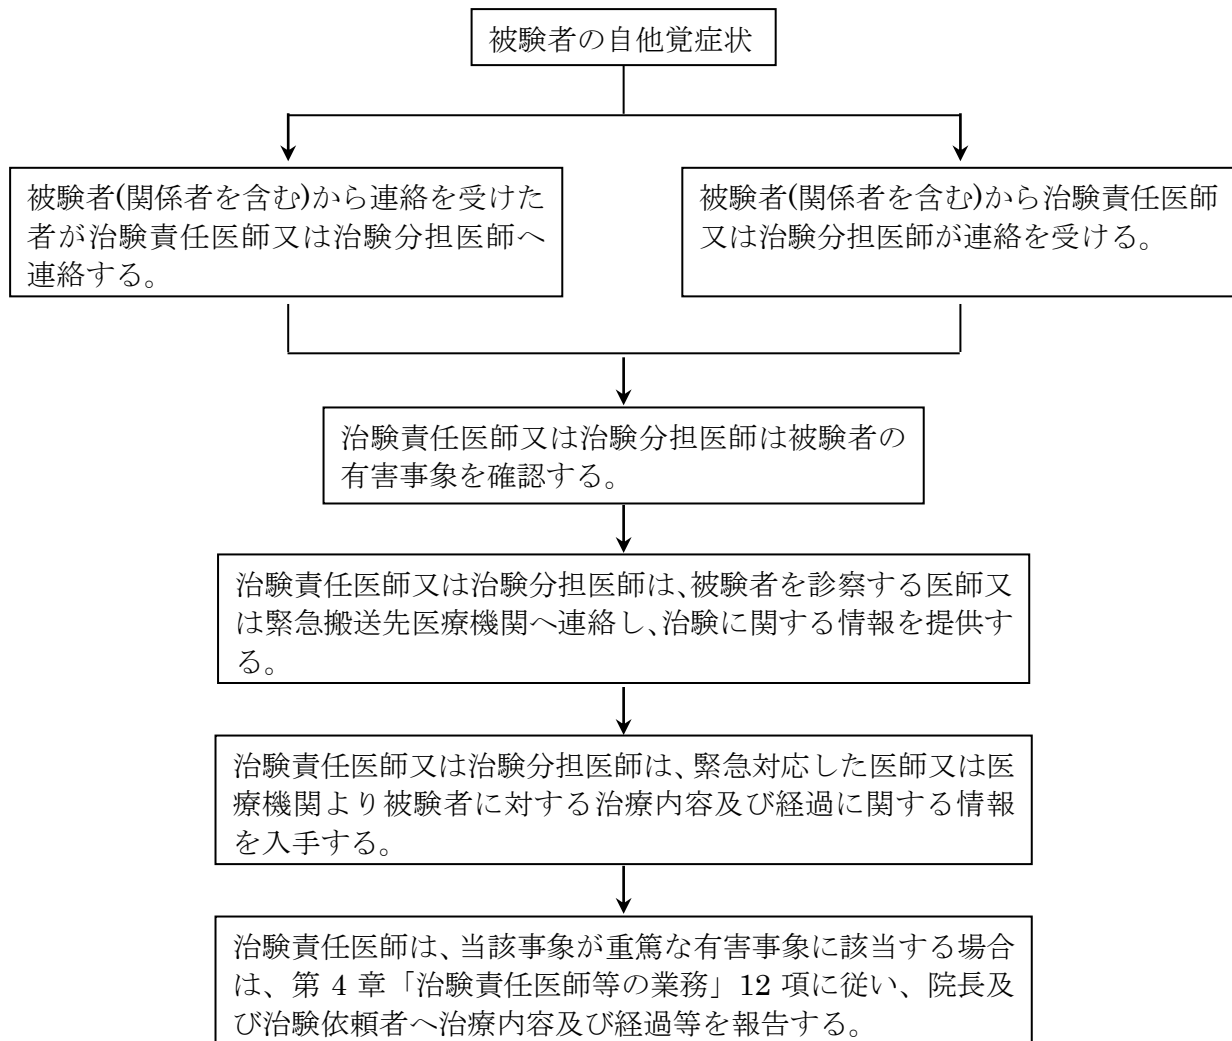 被験者の自他覚症状
被験者(関係者を含む)から連絡を受けた
者が治験責任医師又は治験分担医師へ
連絡する。
被験者(関係者を含む)から治験責任医師
又は治験分担医師が連絡を受ける。
治験責任医師又は治験分担医師は被験者の
有害事象を確認する。
治験責任医師又は治験分担医師は、被験者を診察する医師又
は緊急搬送先医療機関へ連絡し、治験に関する情報を提供す
る。
治験責任医師又は治験分担医師は、緊急対応した医師又は医
療機関より被験者に対する治療内容及び経過に関する情報
を入手する。
治験責任医師は、当該事象が重篤な有害事象に該当する場合
は、第 4 章「治験責任医師等の業務」12 項に従い、院長及
び治験依頼者へ治療内容及び経過等を報告する。